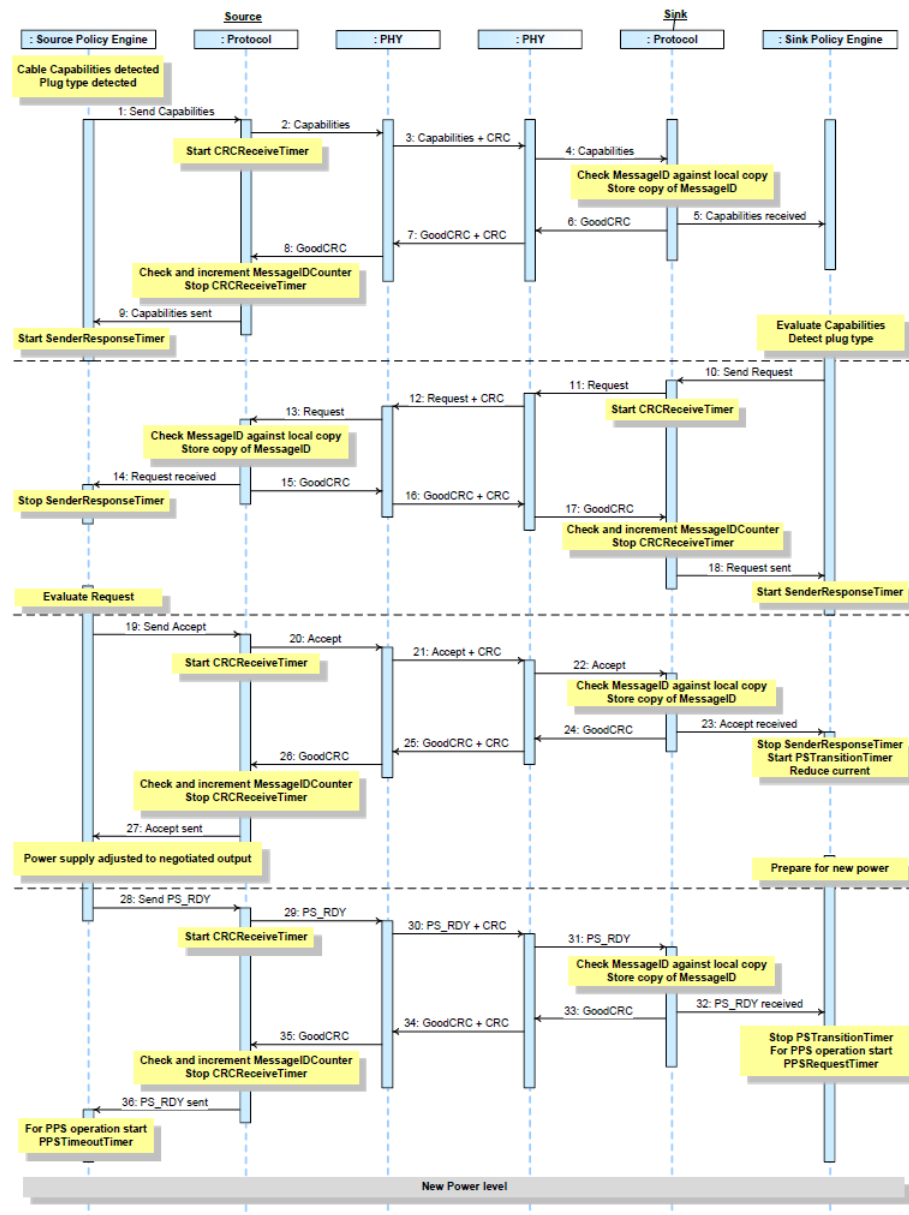 Source
Sink
: Source Policy Engine
: Protocol
: PHY
: PHY
: Protocol
: Sink Policy Engine
Cable Capabilities detected
Plug type detected
1: Send Capabilities
2: Capabilities
3: Capabilities + CRC
Start CRCReceiveTimer
4: Capabilities
Check MessageID against local copy
Store copy of MessageID
5: Capabilities received
6: GoodCRC
7: GoodCRC + CRC
8: GoodCRC
Check and increment MessageIDCounter
Stop CRCReceiveTimer
9: Capabilities sent
Start SenderResponseTimer
Evaluate Capabilities
Detect plug type
10: Send Request
11: Request
12: Request + CRC
Start CRCReceiveTimer
13: Request
Check MessageID against local copy
Store copy of MessageID
14: Request received
15: GoodCRC
Stop SenderResponseTimer
16: GoodCRC + CRC
17: GoodCRC
Check and increment MessageIDCounter
Stop CRCReceiveTimer
18: Request sent
Start SenderResponseTimer
Evaluate Request
19: Send Accept
20: Accept
21: Accept + CRC
Start CRCReceiveTimer
22: Accept
Check MessageID against local copy
Store copy of MessageID
23: Accept received
24: GoodCRC
25: GoodCRC + CRC
26: GoodCRC
Stop SenderResponseTimer
Start PSTransitionTimer
Reduce current
Check and increment MessageIDCounter
Stop CRCReceiveTimer
27: Accept sent
Power supply adjusted to negotiated output
Prepare for new power
28: Send PS_RDY
29: PS_RDY
30: PS_RDY + CRC
Start CRCReceiveTimer
31: PS_RDY
Check MessageID against local copy
Store copy of MessageID
32: PS_RDY received
33: GoodCRC
34: GoodCRC + CRC
35: GoodCRC
Stop PSTransitionTimer
For PPS operation start
PPSRequestTimer
Check and increment MessageIDCounter
Stop CRCReceiveTimer
36: PS_RDY sent
For PPS operation start
PPSTimeoutTimer
New Power level